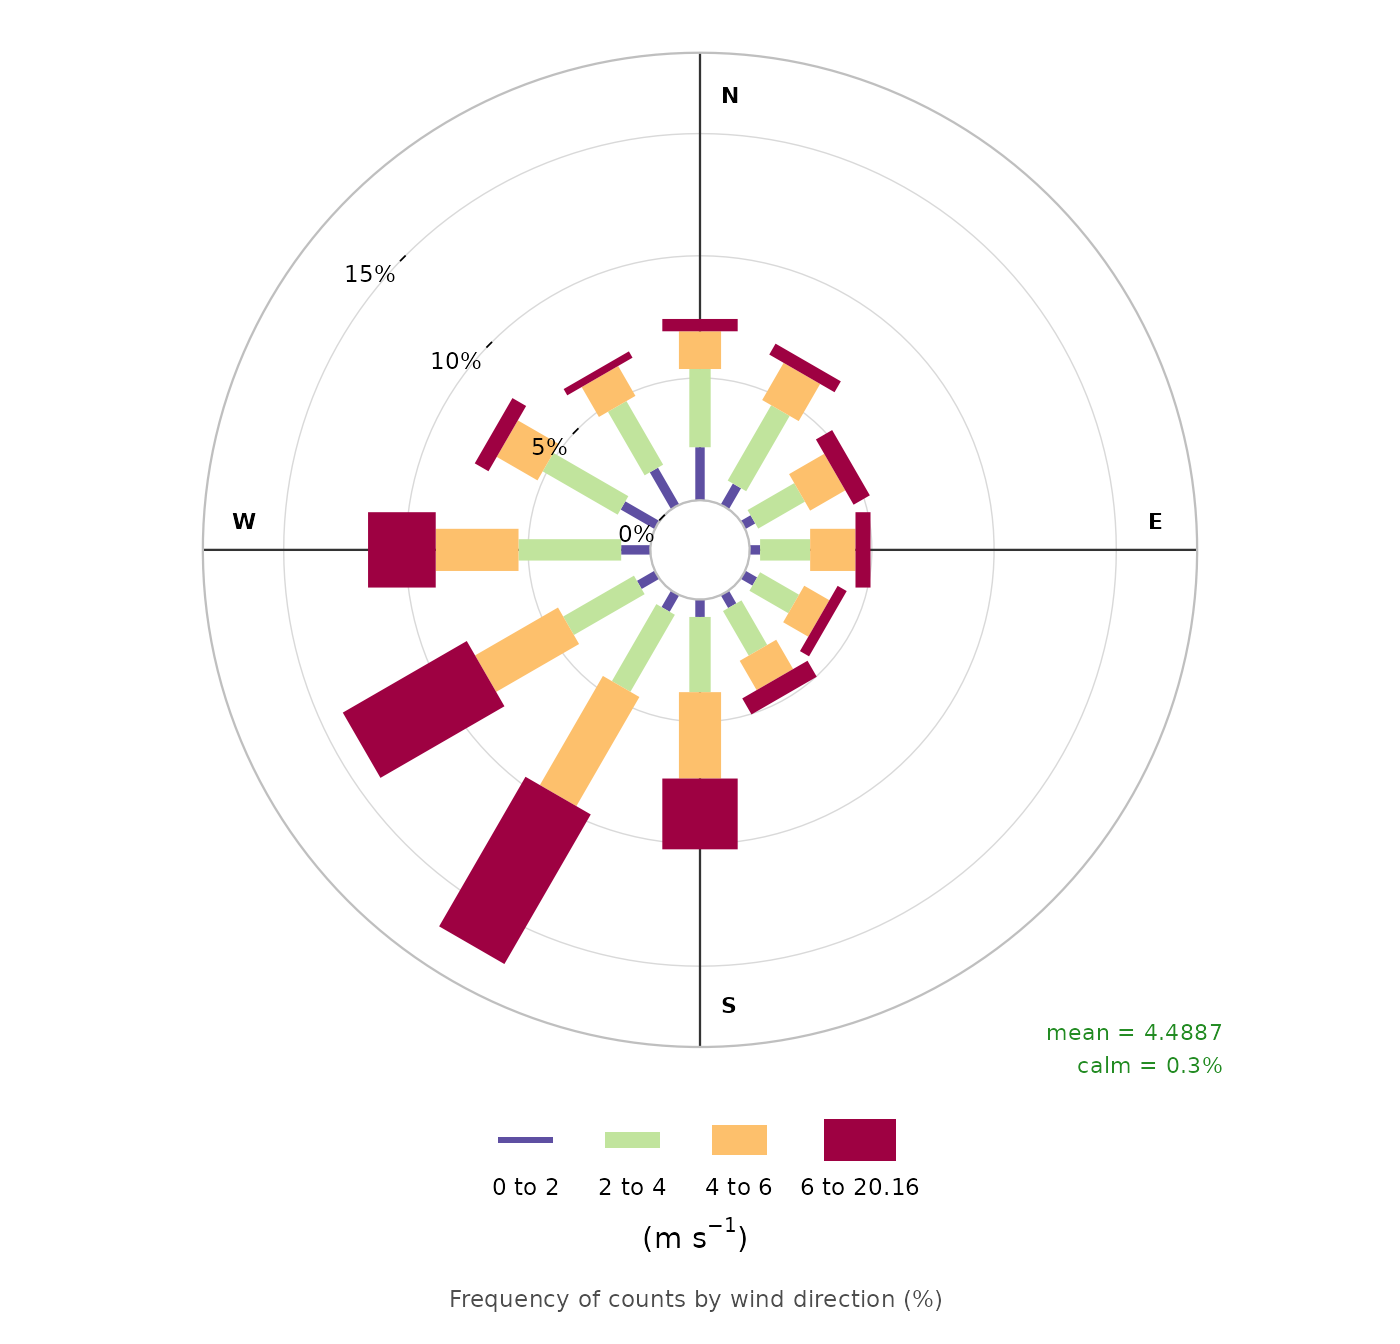 N
15%
10%
5%
W
E
0%
S
mean = 4.4887
calm = 0.3%
0 to 2 2 to 4 4 to 6 6 to 20.16
(m s⁻¹)
Frequency of counts by wind direction (%)